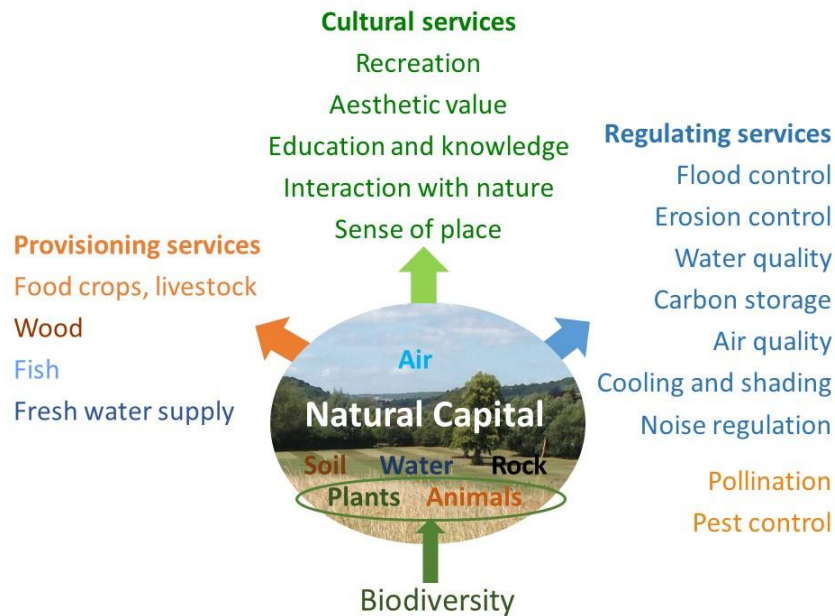 Cultural services
Recreation
Aesthetic value
Education and knowledge
Interaction with nature
Sense of place
Regulating services
Flood control
Erosion control
Water quality
Carbon storage
Air quality
Cooling and shading
Noise regulation
Pollination
Pest control
Provisioning services
Food crops, livestock
Wood
Fish
Fresh water supply
Air
Natural Capital
Soil Water Rock
Plants Animals
Biodiversity